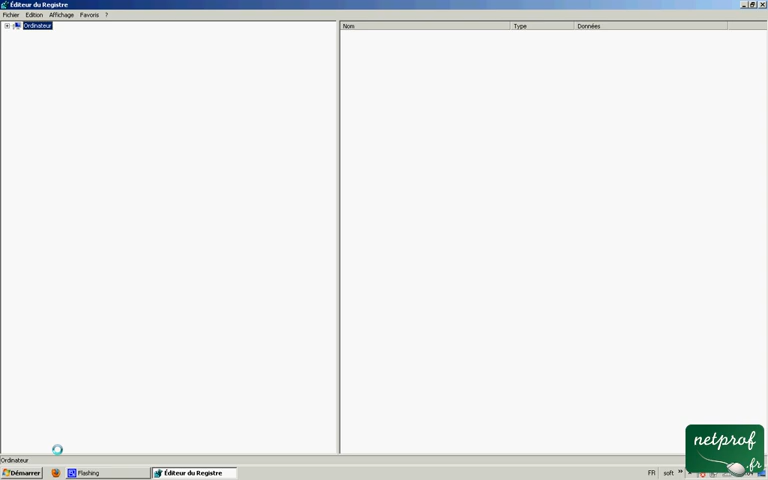 Éditeur du Registre
Fichier Edition Affichage Favoris ?
Ordinateur
Nom Type Données
Ordinateur
Démarrer Flashing Éditeur du Registre FR soft »
netprof
.fr